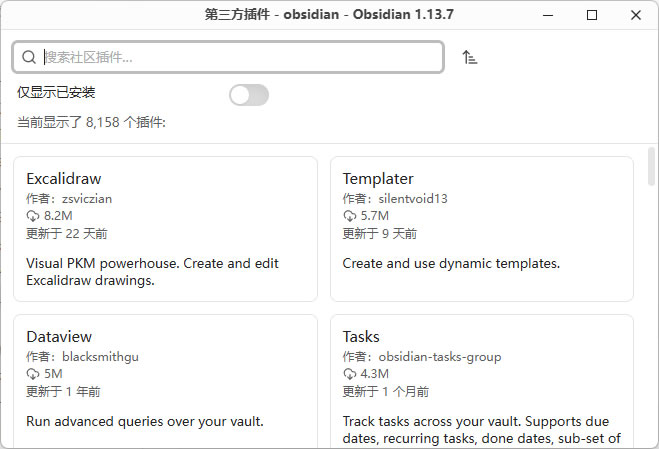 第三方插件 - obsidian - Obsidian 1.13.7
搜索社区插件...
仅显示已安装
当前显示了 8,158 个插件:
Excalidraw
作者：zsviczian
8.2M
更新于 22 天前
Visual PKM powerhouse. Create and edit
Excalidraw drawings.
Templater
作者：silentvoid13
5.7M
更新于 9 天前
Create and use dynamic templates.
Dataview
作者：blacksmithgu
5M
更新于 1 年前
Run advanced queries over your vault.
Tasks
作者：obsidian-tasks-group
4.3M
更新于 1 个月前
Track tasks across your vault. Supports due
dates, recurring tasks, done dates, sub-set of